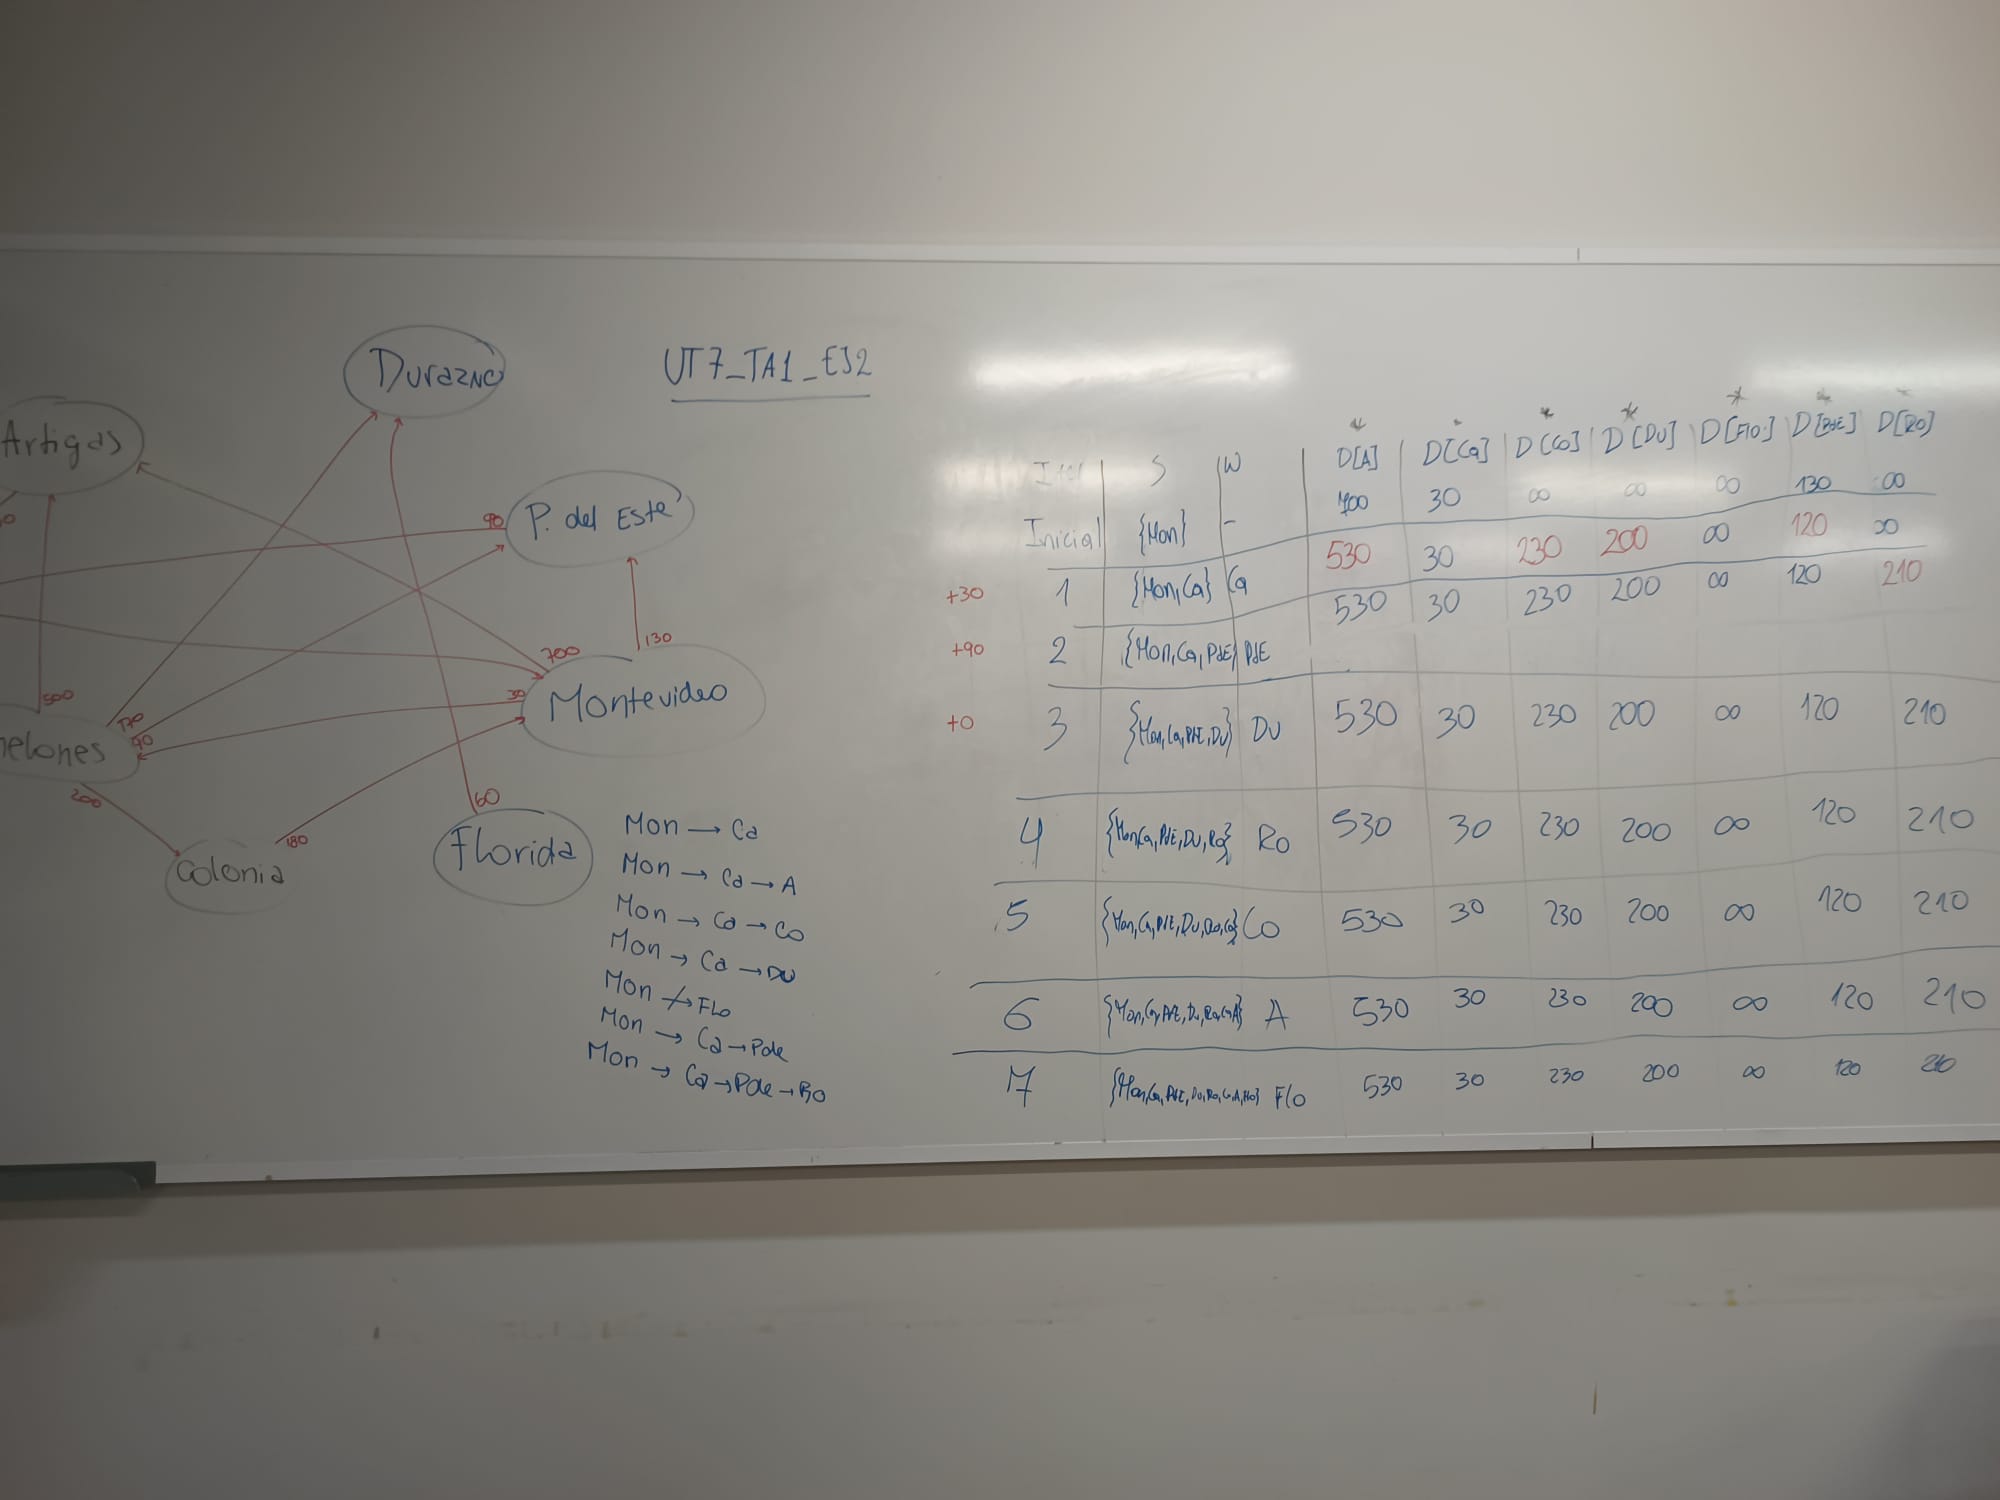 UT7_TA1_EJ2
Durazno
Artigas
P. del Este
90
700
130
500
30
Montevideo
170
90
nelones
200
180
Colonia
60
Florida
Mon → Ca
Mon → Ca → A
Mon → Ca → Co
Mon → Ca → DU
Mon ↛ Flo
Mon → Ca → Pde
Mon → Ca → Pde → Ro
S W D[A] D[Ca] D[Co] D[DU] D[Flo] D[PdE] D[RO]
Inicial {Mon} - 700 30 ∞ ∞ ∞ 130 ∞
+30 1 {Mon, Ca} Ca 530 30 230 200 ∞ 120 ∞
+90 2 {Mon, Ca, PdE} PdE 530 30 230 200 ∞ 120 210
+0 3 {Mon, Ca, PdE, DU} DU 530 30 230 200 ∞ 120 210
4 {Mon, Ca, PdE, DU, Ro} Ro 530 30 230 200 ∞ 120 210
5 {Mon, Ca, PdE, DU, Ro, Co} Co 530 30 230 200 ∞ 120 210
6 {Mon, Ca, PdE, Du, Ro, Co, A} A 530 30 230 200 ∞ 120 210
7 {Mon, Ca, PdE, DU, Ro, Co, A, Flo} Flo 530 30 230 200 ∞ 120 210